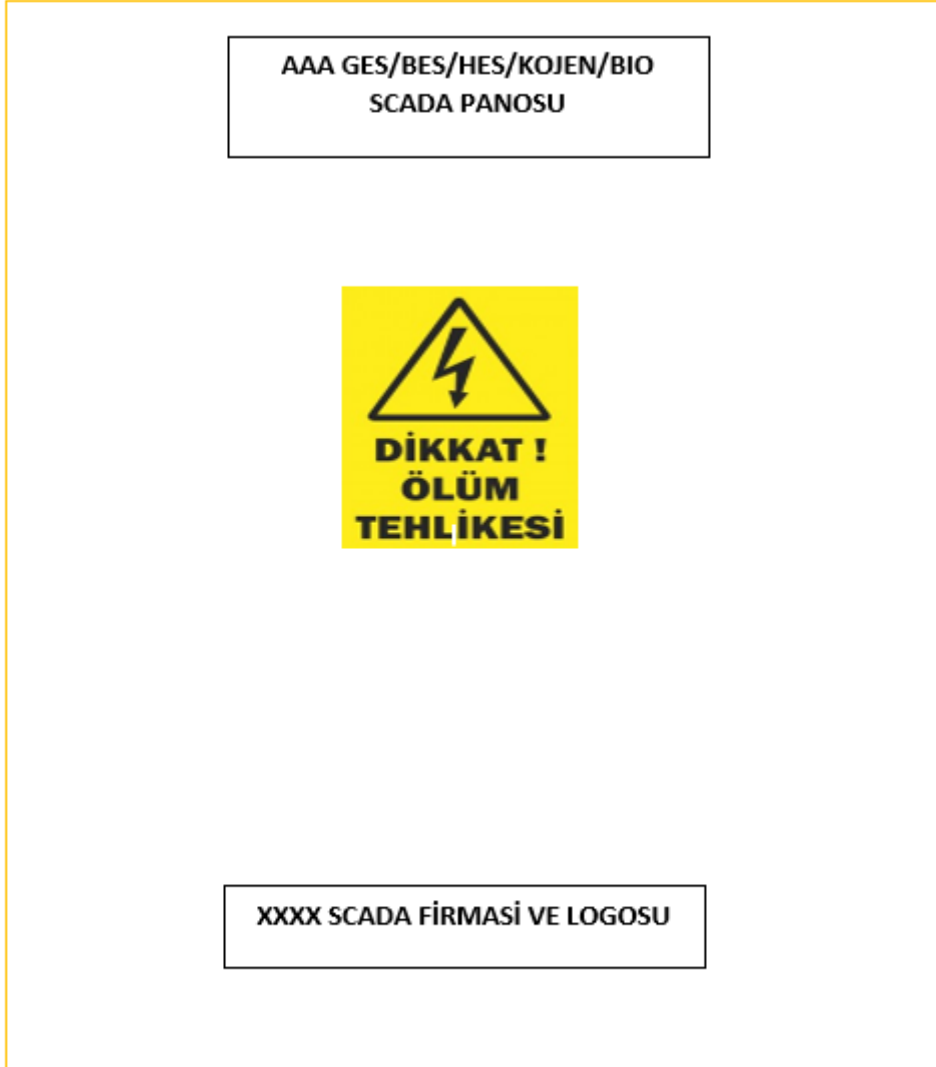 AAA GES/BES/HES/KOJEN/BIO
SCADA PANOSU
DİKKAT !
ÖLÜM
TEHLİKESİ
XXXX SCADA FİRMASİ VE LOGOSU